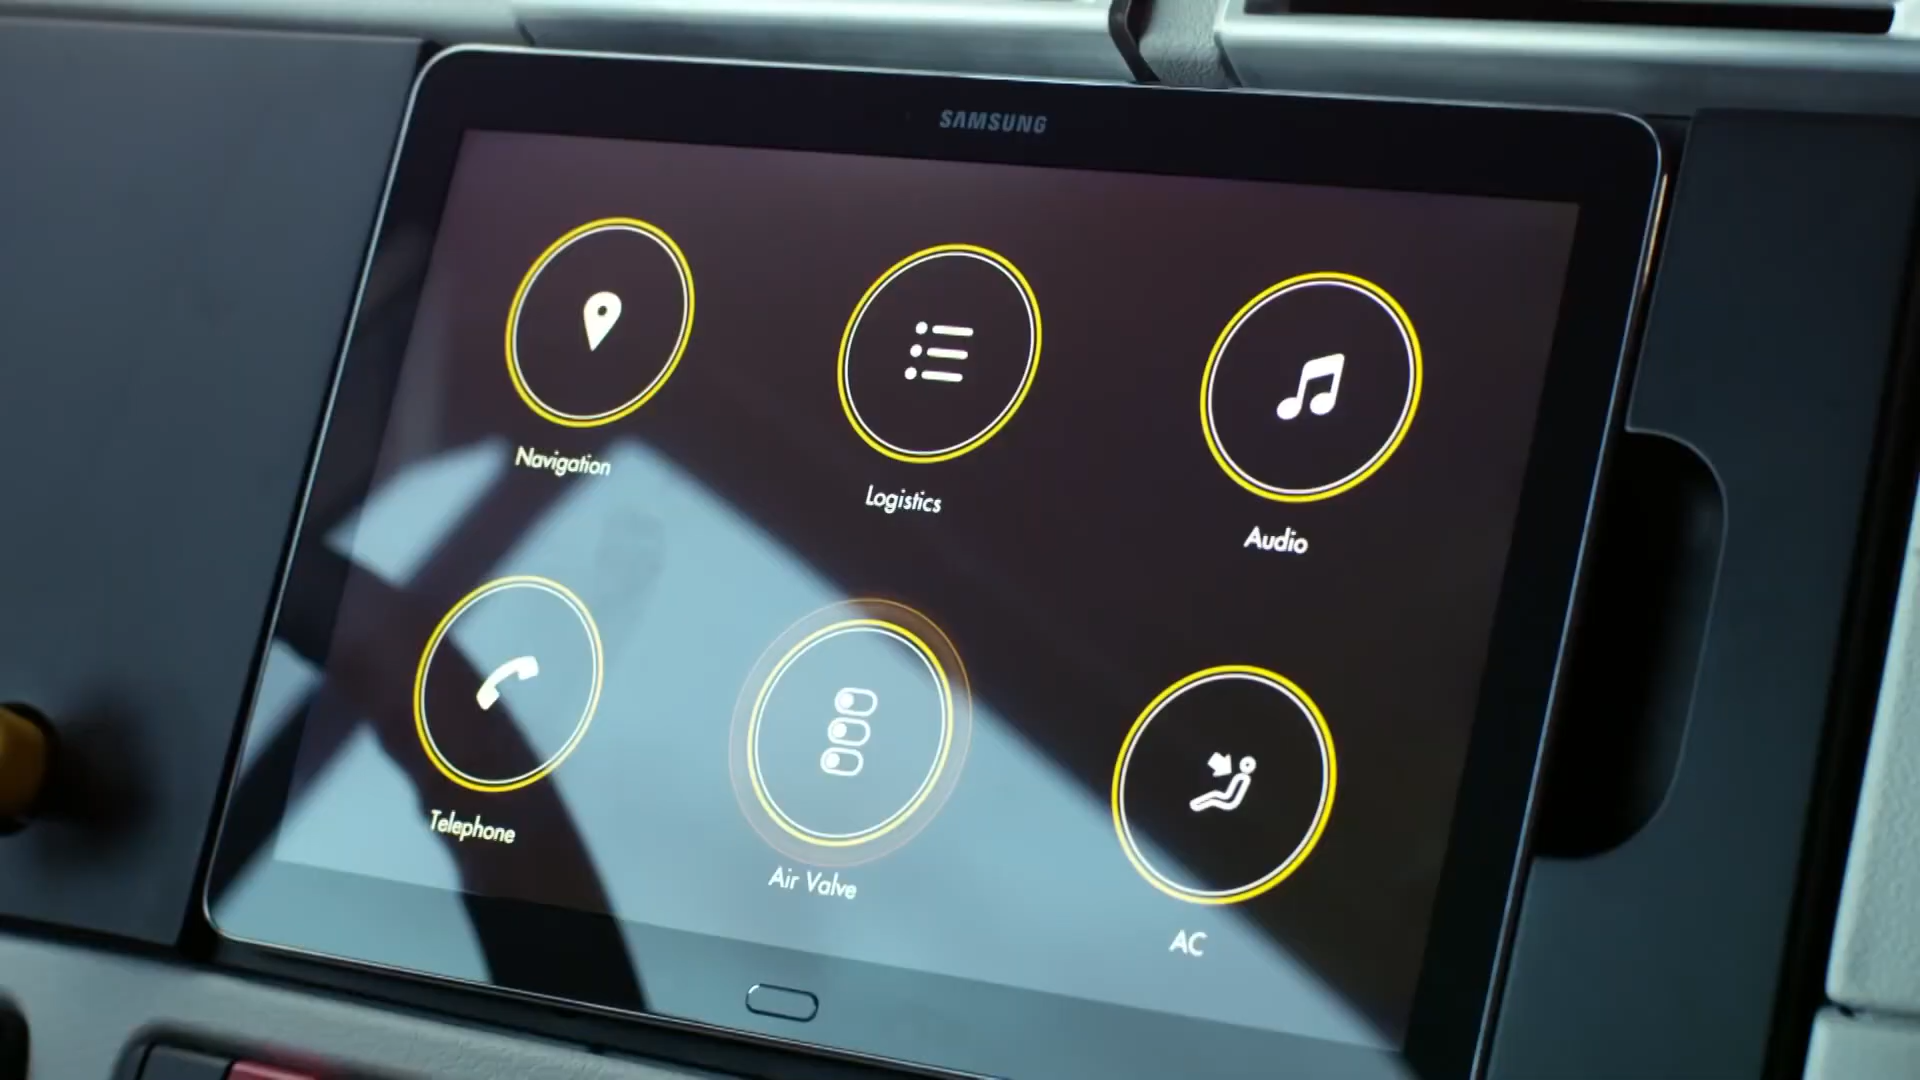 SAMSUNG
Navigation
Logistics
Audio
Telephone
Air Valve
AC